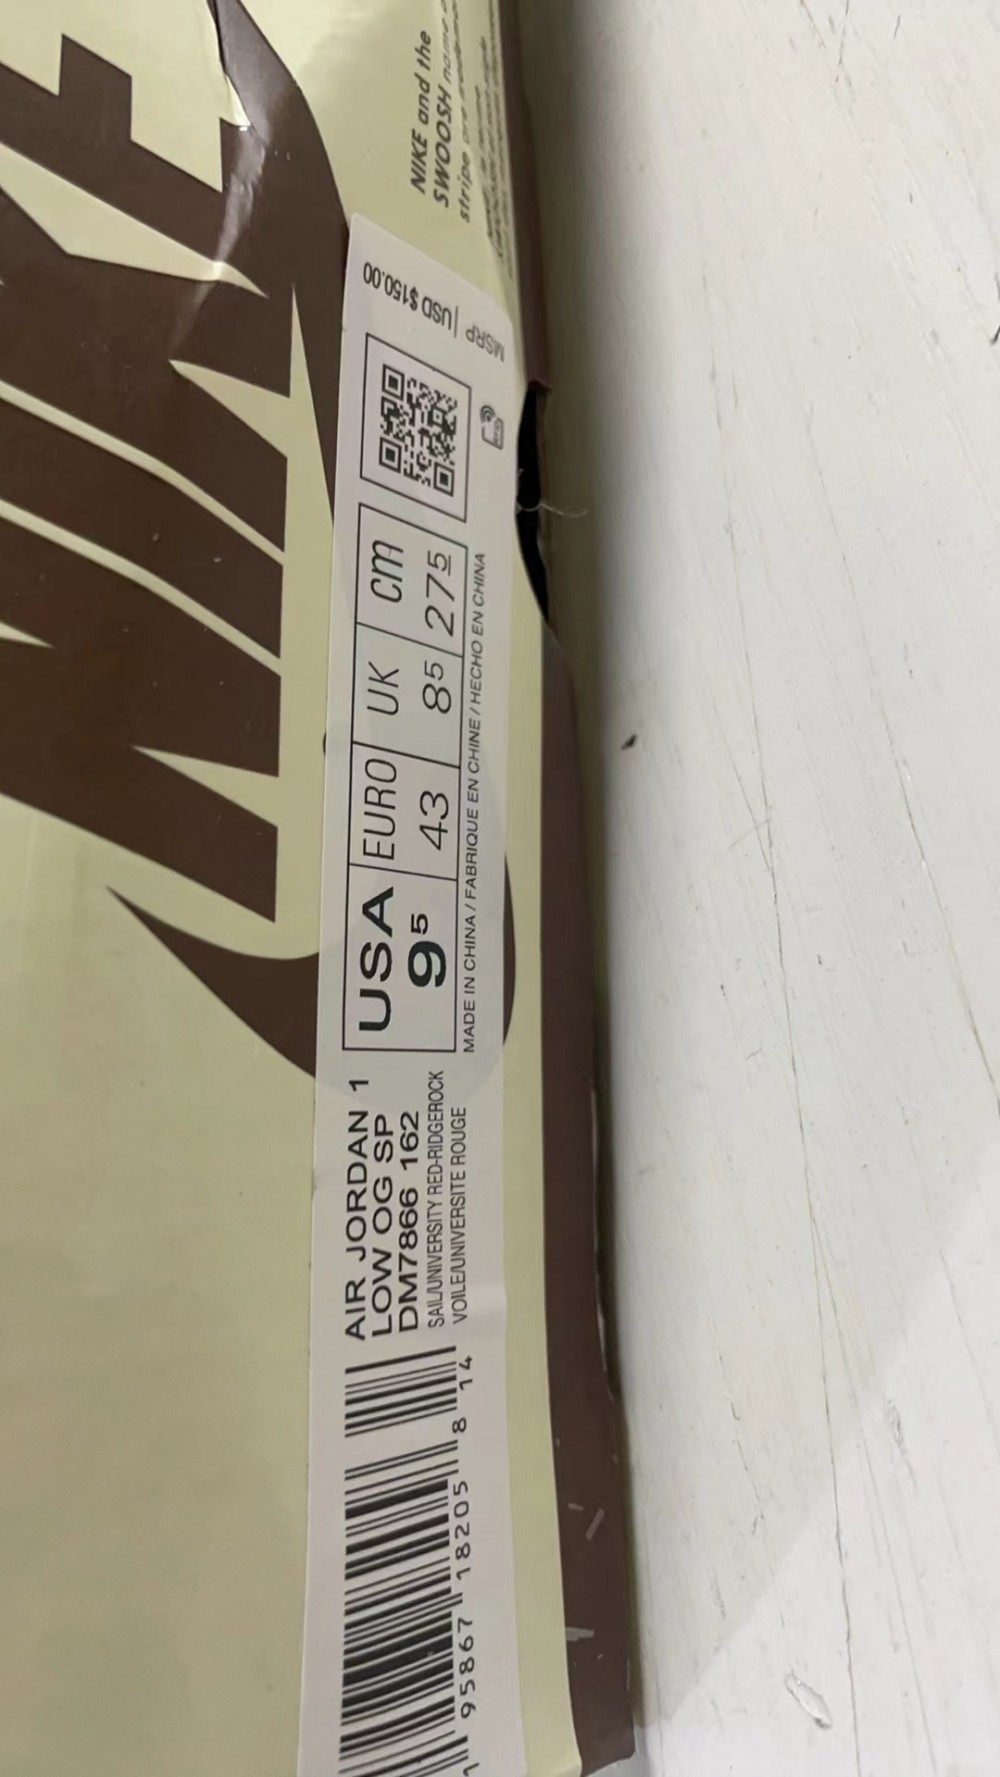 NIKE
NIKE and the
SWOOSH name
stripe are
AIR JORDAN 1
LOW OG SP
DM7866 162
SAIL/UNIVERSITY RED-RIDGEROCK
VOILE/UNIVERSITE ROUGE
1 95867 18205 8 14
USA EURO UK CM
9⁵ 43 8⁵ 27⁵
MADE IN CHINA / FABRIQUE EN CHINE / HECHO EN CHINA
MSRP | USD $150.00